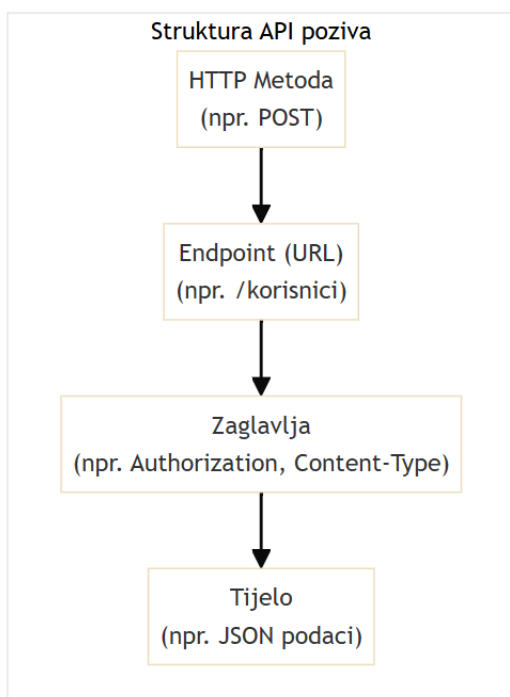 Struktura API poziva
HTTP Metoda
(npr. POST)
Endpoint (URL)
(npr. /korisnici)
Zaglavlja
(npr. Authorization, Content-Type)
Tijelo
(npr. JSON podaci)